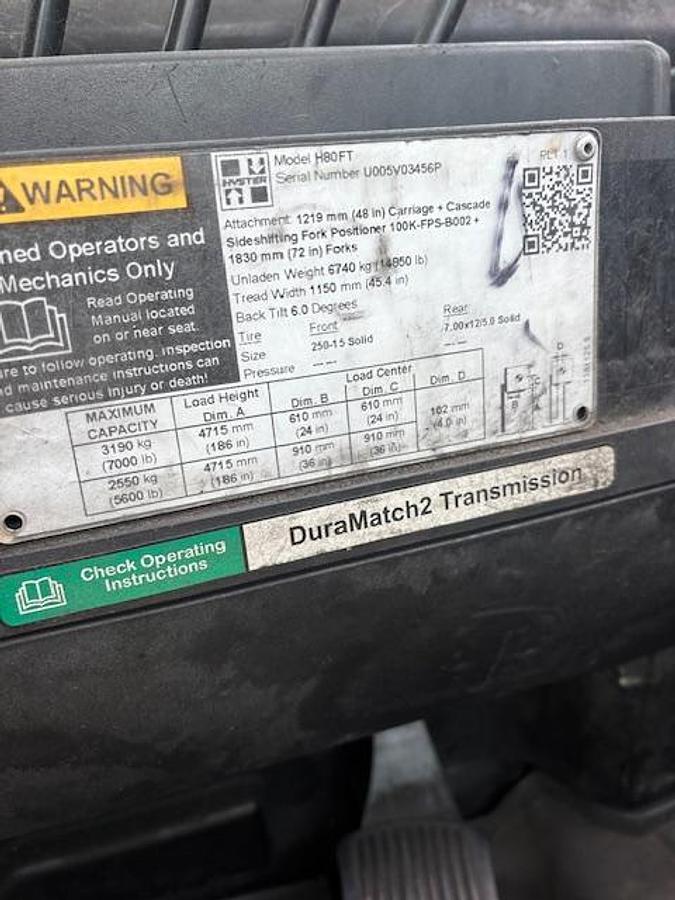 WARNING
ned Operators and
Mechanics Only
Read Operating
Manual located
on or near seat.
re to follow operating, inspection
d maintenance instructions can
cause serious injury or death!
HYSTER
Model H80FT
Serial Number U005V03456P
PLT 1
Attachment 1219 mm (48 in) Carriage + Cascade
Sideshifting Fork Positioner 100K-FPS-B002 +
1830 mm (72 in) Forks
Unladen Weight 6740 kg (14850 lb)
Tread Width 1150 mm (45.4 in)
Back Tilt 6.0 Degrees
Tire Front Rear
Size 250-15 Solid 7.00x12/5.0 Solid
Pressure -- -- -- --
MAXIMUM CAPACITY Load Height Dim. A Load Center Dim. B Dim. C Dim. D
3190 kg (7000 lb) 4715 mm (186 in) 610 mm (24 in) 610 mm (24 in) 102 mm (4.0 in)
2550 kg (5600 lb) 4715 mm (186 in) 910 mm (36 in) 910 mm (36 in)
D
B
C
A
Check Operating
Instructions
DuraMatch2 Transmission